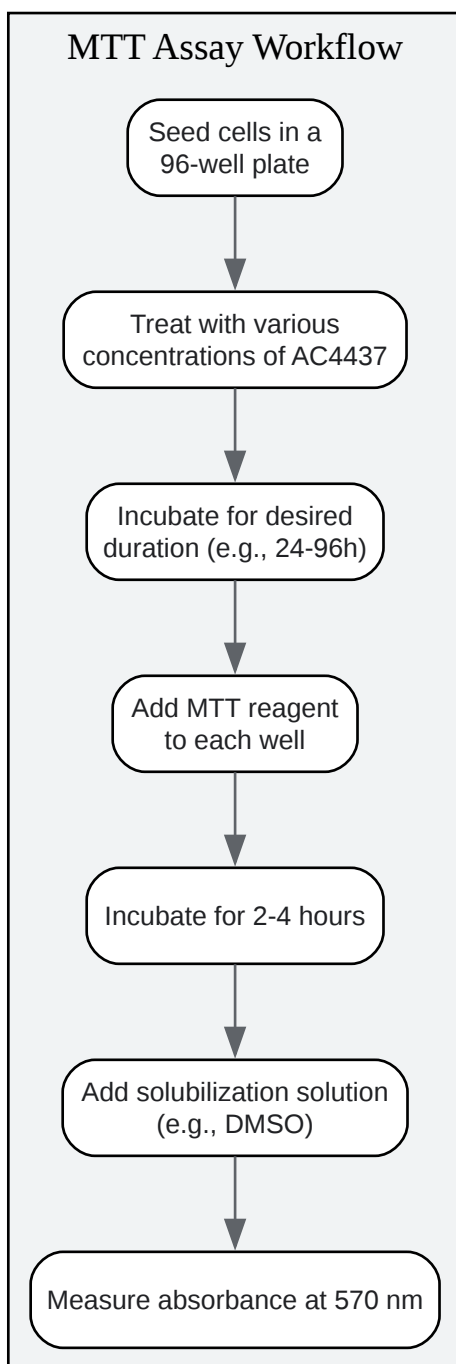 MTT Assay Workflow
Seed cells in a
96-well plate
Treat with various
concentrations of AC4437
Incubate for desired
duration (e.g., 24-96h)
Add MTT reagent
to each well
Incubate for 2-4 hours
Add solubilization solution
(e.g., DMSO)
Measure absorbance at 570 nm